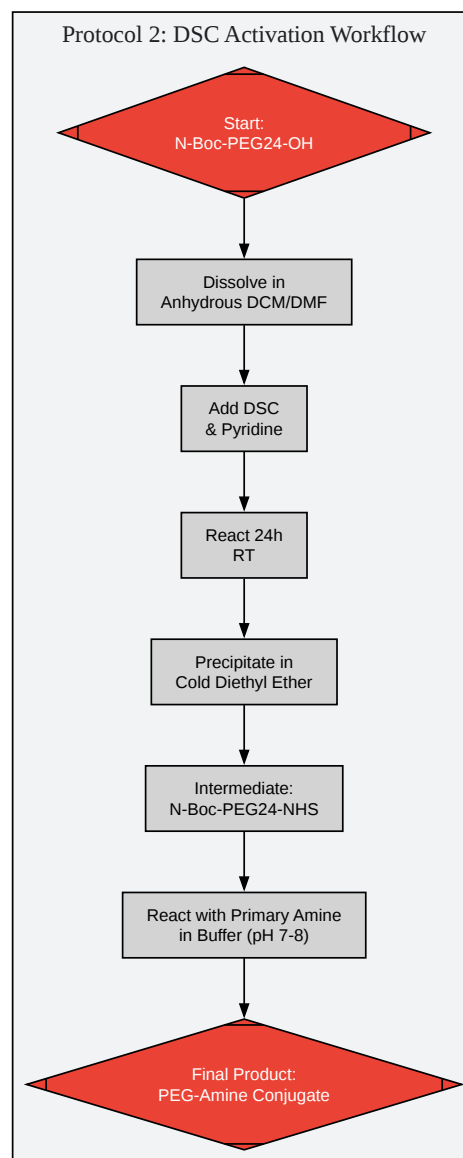 Protocol 2: DSC Activation Workflow
Start:
N-Boc-PEG24-OH
Dissolve in
Anhydrous DCM/DMF
Add DSC
& Pyridine
React 24h
RT
Precipitate in
Cold Diethyl Ether
Intermediate:
N-Boc-PEG24-NHS
React with Primary Amine
in Buffer (pH 7-8)
Final Product:
PEG-Amine Conjugate